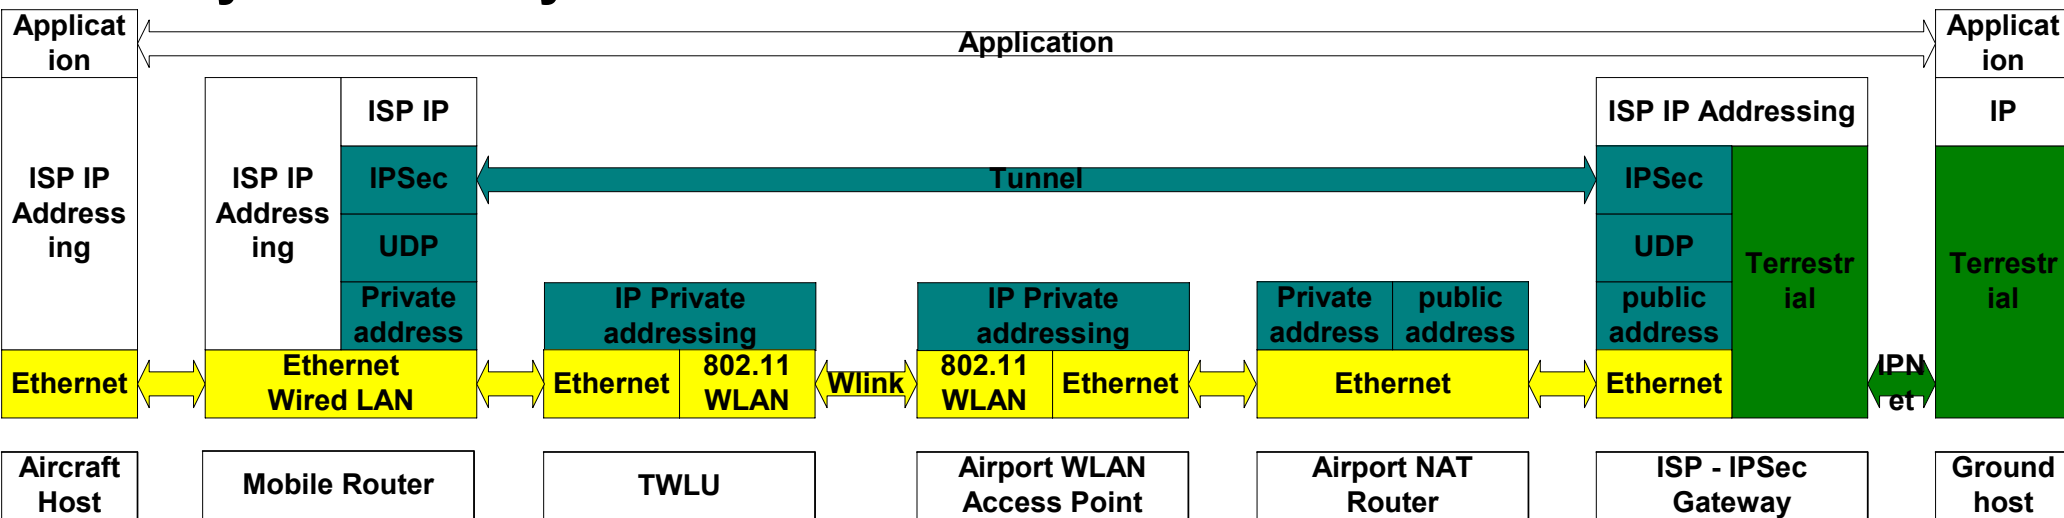 Applicat
ion
Application
Applicat
ion
ISP IP
Address
ing
ISP IP
Address
ing
ISP IP
IPSec
UDP
Private
address
Tunnel
ISP IP Addressing
IPSec
UDP
public
address
Terrestr
ial
IP
Terrestr
ial
IP Private
addressing
IP Private
addressing
Private
address
public
address
Ethernet
Ethernet
Wired LAN
Ethernet
802.11
WLAN
Wlink
802.11
WLAN
Ethernet
Ethernet
Ethernet
IPN
et
Aircraft
Host
Mobile Router
TWLU
Airport WLAN
Access Point
Airport NAT
Router
ISP - IPSec
Gateway
Ground
host